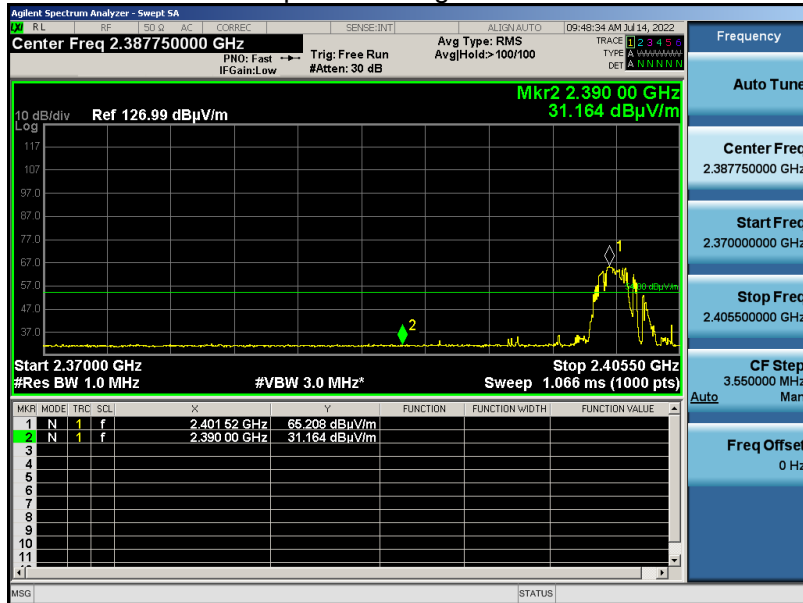 Agilent Spectrum Analyzer - Swept SA
LXI RL RF 50 Ω AC CORREC SENSE:INT ALIGN AUTO 09:48:34 AM Jul 14, 2022
Center Freq 2.387750000 GHz
PNO: Fast
IFGain:Low
Trig: Free Run
#Atten: 30 dB
Avg Type: RMS
Avg|Hold:>100/100
TRACE 1 2 3 4 5 6
TYPE A
DET A N N N N N
Frequency
Mkr2 2.390 00 GHz
31.164 dBµV/m
10 dB/div Ref 126.99 dBµV/m
Log
117
107
97.0
87.0
77.0
67.0
57.0
47.0
37.0
1
2
Start 2.37000 GHz Stop 2.40550 GHz
#Res BW 1.0 MHz #VBW 3.0 MHz* Sweep 1.066 ms (1000 pts)
MKR MODE TRC SCL X Y FUNCTION FUNCTION WIDTH FUNCTION VALUE
1 N 1 f 2.401 52 GHz 65.208 dBµV/m
2 N 1 f 2.390 00 GHz 31.164 dBµV/m
3
4
5
6
7
8
9
10
11
MSG STATUS
Auto Tune
Center Freq
2.387750000 GHz
Start Freq
2.370000000 GHz
Stop Freq
2.405500000 GHz
CF Step
3.550000 MHz
Auto Man
Freq Offset
0 Hz